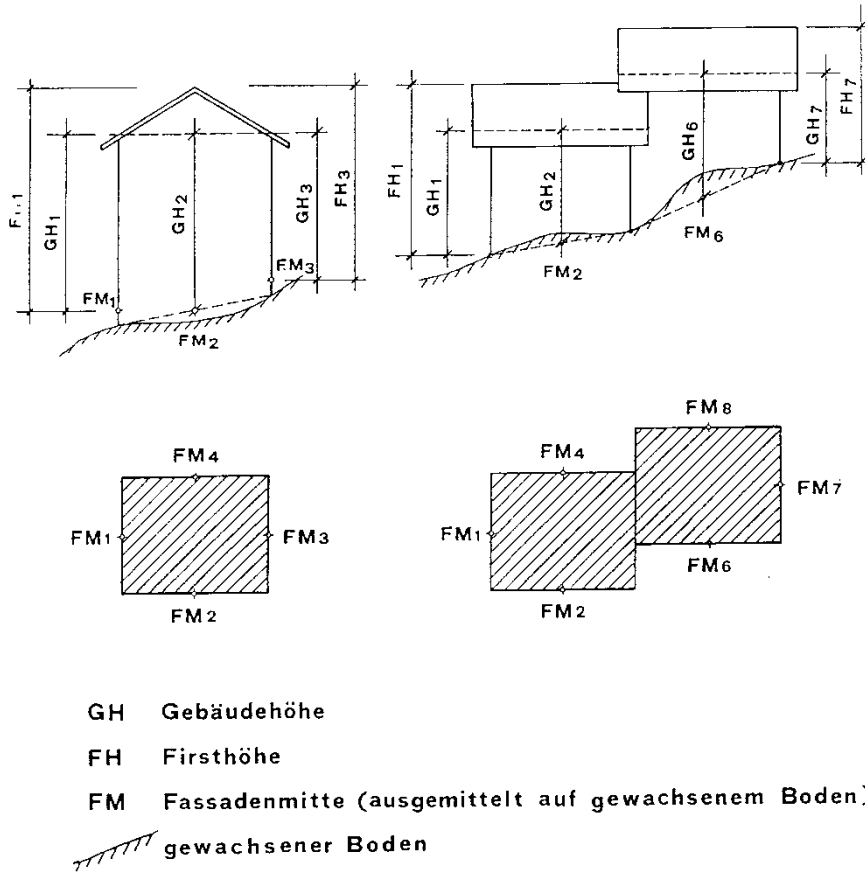 GH1
GH2
GH3
FH3
FM1
FM2
FM3
FH1
GH1
GH2
GH6
GH7
FH7
FM2
FM6
FM4
FM1
FM3
FM2
FM8
FM4
FM7
FM1
FM6
FM2
GH Gebäudehöhe
FH Firsthöhe
FM Fassadenmitte (ausgemittelt auf gewachsenem Boden)
gewachsener Boden